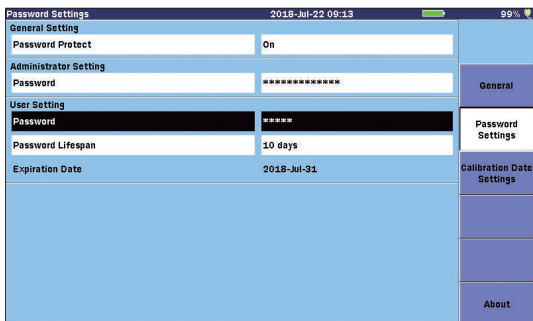 Password Settings 2018-Jul-22 09:13 99%
General Setting
Password Protect On
Administrator Setting
Password *************
User Setting
Password *****
Password Lifespan 10 days
Expiration Date 2018-Jul-31
General
Password
Settings
Calibration Date
Settings
About